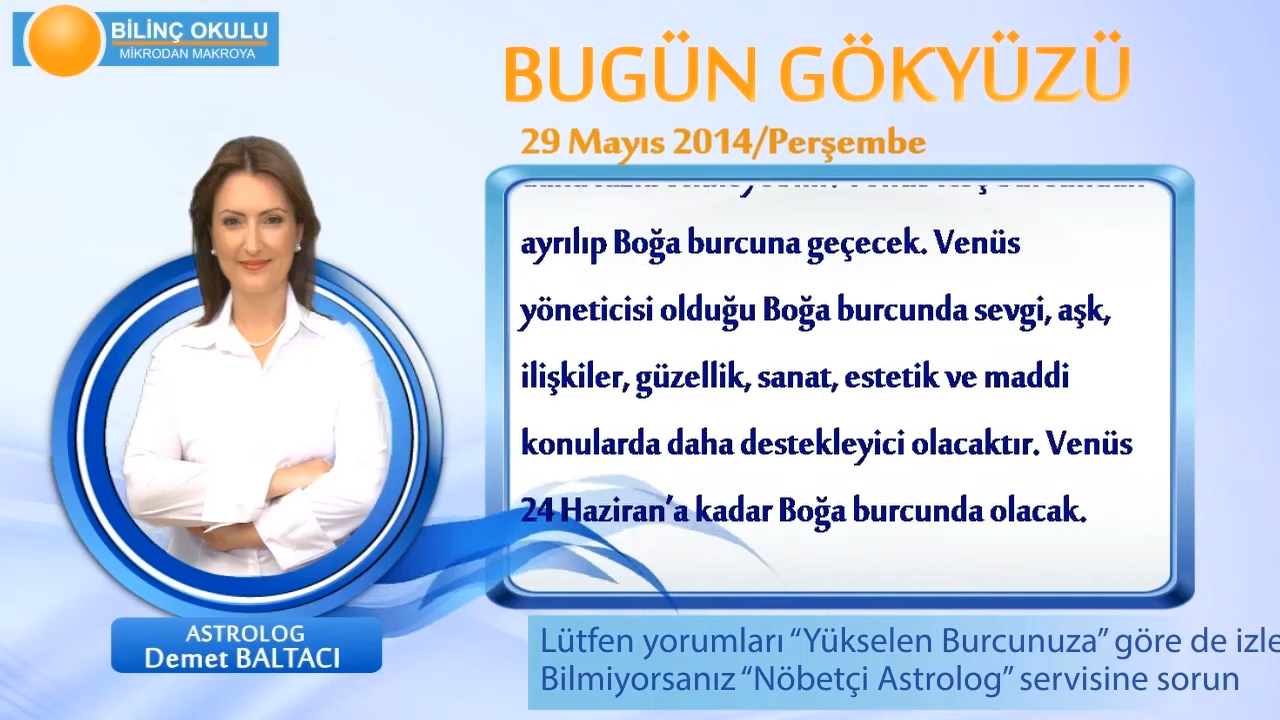 BİLİNÇ OKULU
MİKRODAN MAKROYA
BUGÜN GÖKYÜZÜ
29 Mayıs 2014/Perşembe
ayrılıp Boğa burcuna geçecek. Venüs
yöneticisi olduğu Boğa burcunda sevgi, aşk,
ilişkiler, güzellik, sanat, estetik ve maddi
konularda daha destekleyici olacaktır. Venüs
24 Haziran'a kadar Boğa burcunda olacak.
ASTROLOG
Demet BALTACI
Lütfen yorumları “Yükselen Burcunuza” göre de izle
Bilmiyorsanız “Nöbetçi Astrolog” servisine sorun